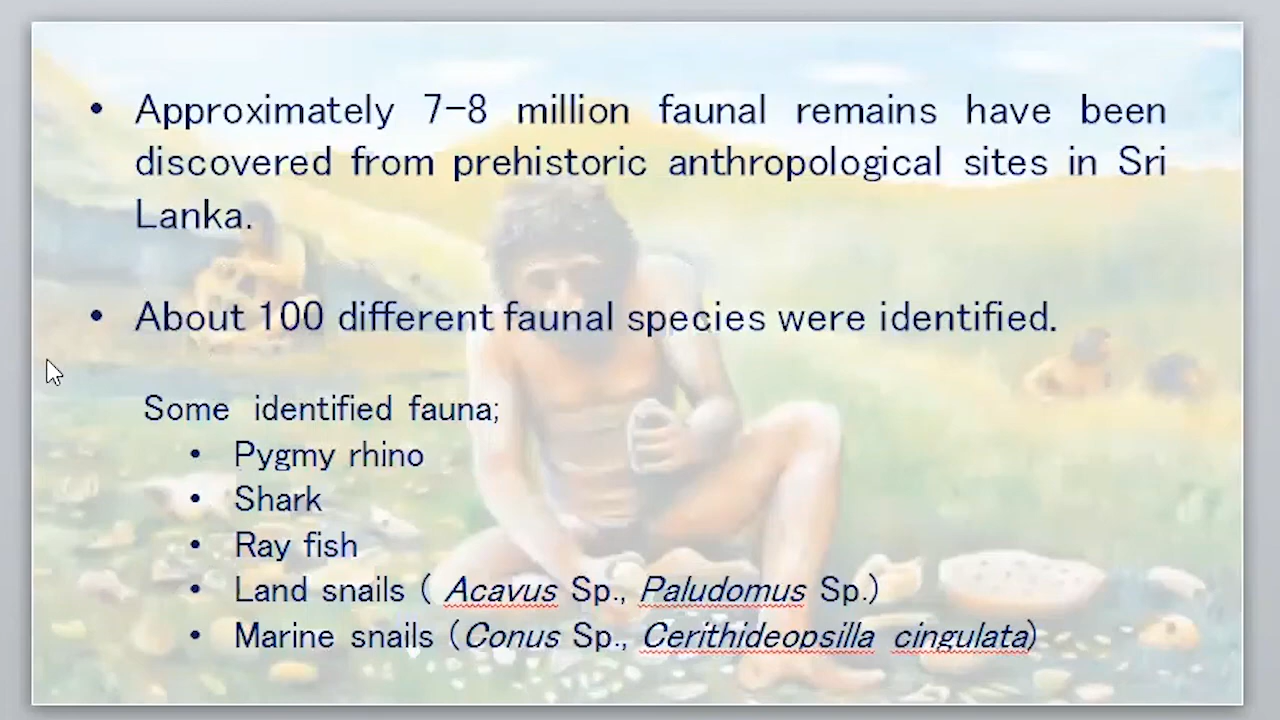 • Approximately 7-8 million faunal remains have been
discovered from prehistoric anthropological sites in Sri
Lanka.
• About 100 different faunal species were identified.
Some identified fauna;
• Pygmy rhino
• Shark
• Ray fish
• Land snails ( Acavus Sp., Paludomus Sp.)
• Marine snails (Conus Sp., Cerithideopsilla cingulata)